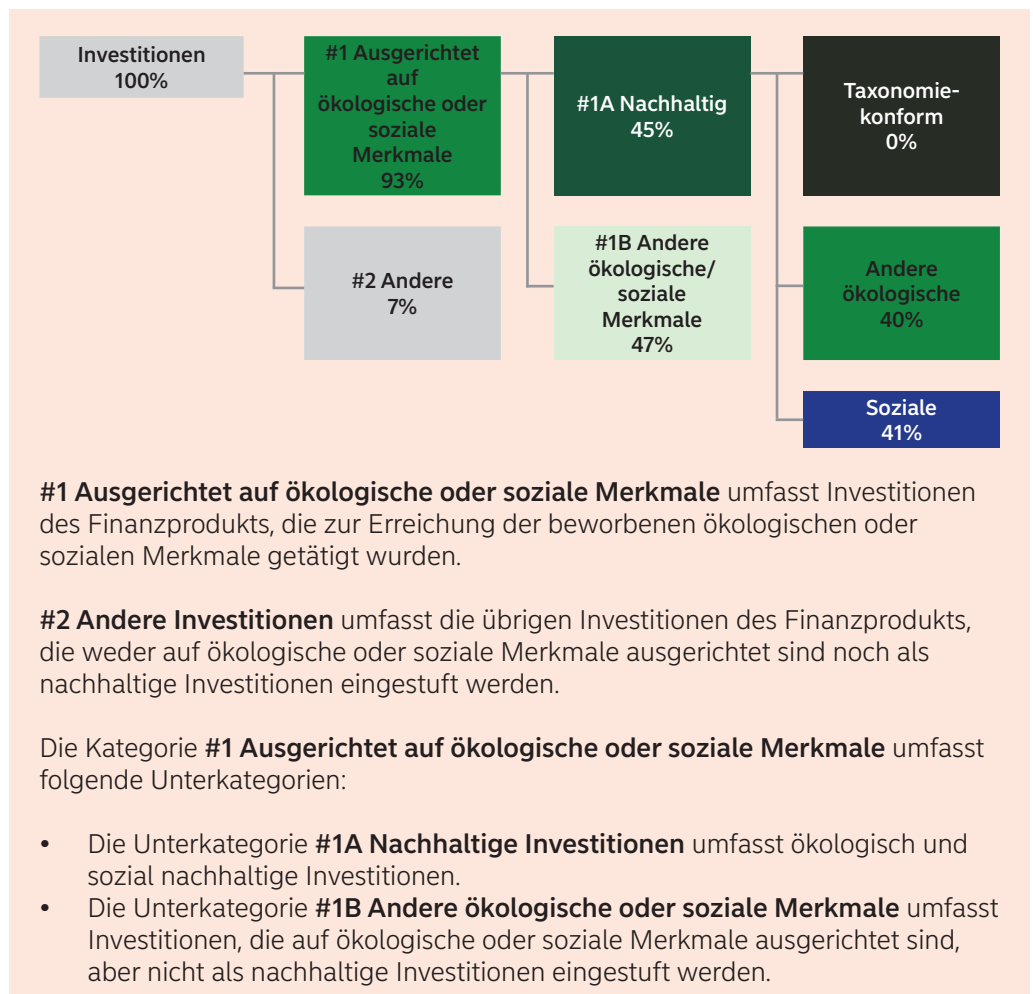 Investitionen
100%
#1 Ausgerichtet
auf
ökologische oder
soziale
Merkmale
93%
#2 Andere
7%
#1A Nachhaltig
45%
#1B Andere
ökologische/
soziale
Merkmale
47%
Taxonomie-
konform
0%
Andere
ökologische
40%
Soziale
41%
#1 Ausgerichtet auf ökologische oder soziale Merkmale umfasst Investitionen
des Finanzprodukts, die zur Erreichung der beworbenen ökologischen oder
sozialen Merkmale getätigt wurden.
#2 Andere Investitionen umfasst die übrigen Investitionen des Finanzprodukts,
die weder auf ökologische oder soziale Merkmale ausgerichtet sind noch als
nachhaltige Investitionen eingestuft werden.
Die Kategorie #1 Ausgerichtet auf ökologische oder soziale Merkmale umfasst
folgende Unterkategorien:
• Die Unterkategorie #1A Nachhaltige Investitionen umfasst ökologisch und
sozial nachhaltige Investitionen.
• Die Unterkategorie #1B Andere ökologische oder soziale Merkmale umfasst
Investitionen, die auf ökologische oder soziale Merkmale ausgerichtet sind,
aber nicht als nachhaltige Investitionen eingestuft werden.